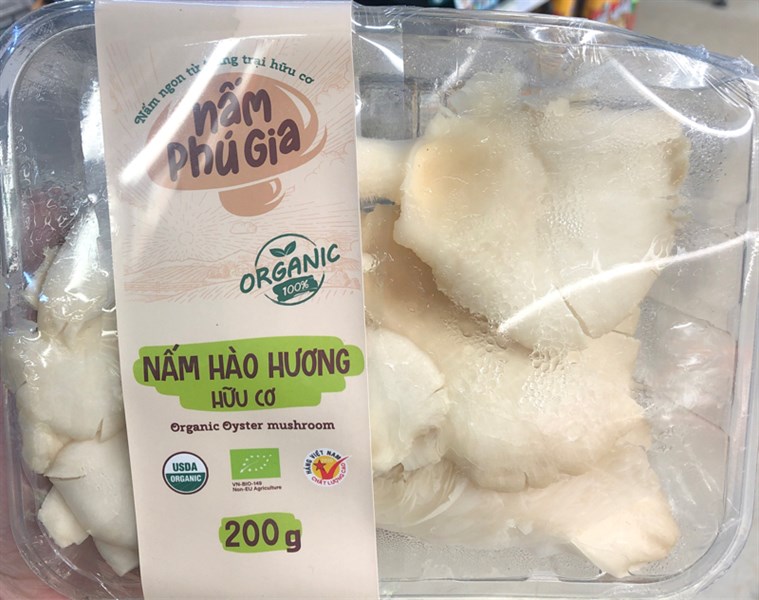 Nấm ngon từ trang trại hữu cơ
nấm
phú gia
ORGANIC
100%
NẤM HÀO HƯƠNG
HỮU CƠ
Organic Oyster mushroom
USDA
ORGANIC
VN-BIO-149
Non-EU Agriculture
HÀNG VIỆT NAM
CHẤT LƯỢNG CAO
200g